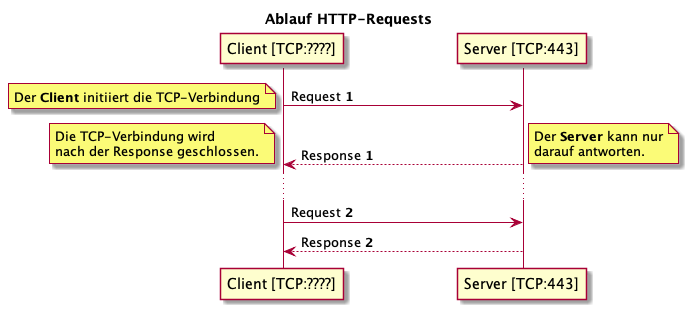 Ablauf HTTP-Requests
Client [TCP:????]
Server [TCP:443]
Der Client initiiert die TCP-Verbindung
Request 1
Die TCP-Verbindung wird
nach der Response geschlossen.
Response 1
Der Server kann nur
darauf antworten.
Request 2
Response 2
Client [TCP:????]
Server [TCP:443]